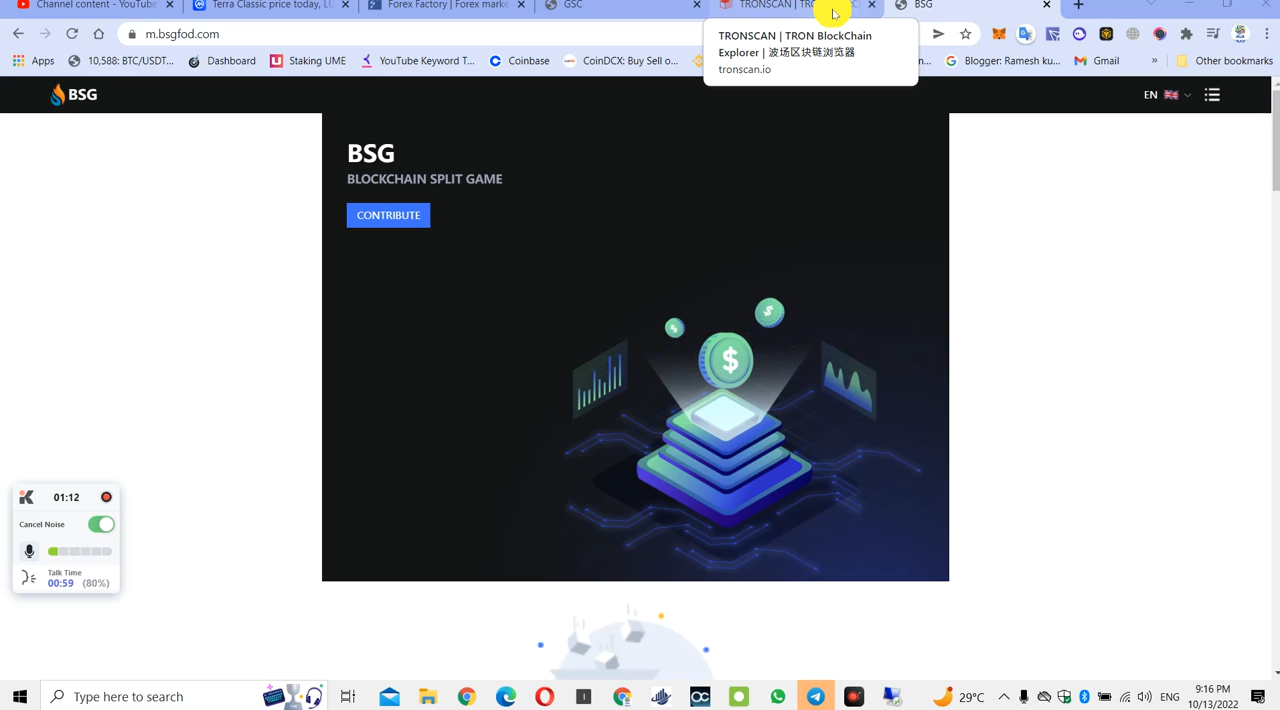 Channel content - YouTube
Terra Classic price today, LI
Forex Factory | Forex marke
GSC
TRONSCAN | TR
BSG
m.bsgfod.com
TRONSCAN | TRON BlockChain
Explorer | 波场区块链浏览器
tronscan.io
Apps
10,588: BTC/USDT...
Dashboard
Staking UME
YouTube Keyword T...
Coinbase
CoinDCX: Buy Sell o...
n...
Blogger: Ramesh ku...
Gmail
»
Other bookmarks
BSG
EN
BSG
BLOCKCHAIN SPLIT GAME
CONTRIBUTE
01:12
Cancel Noise
Talk Time
00:59 (80%)
Type here to search
29°C
ENG
9:16 PM
10/13/2022